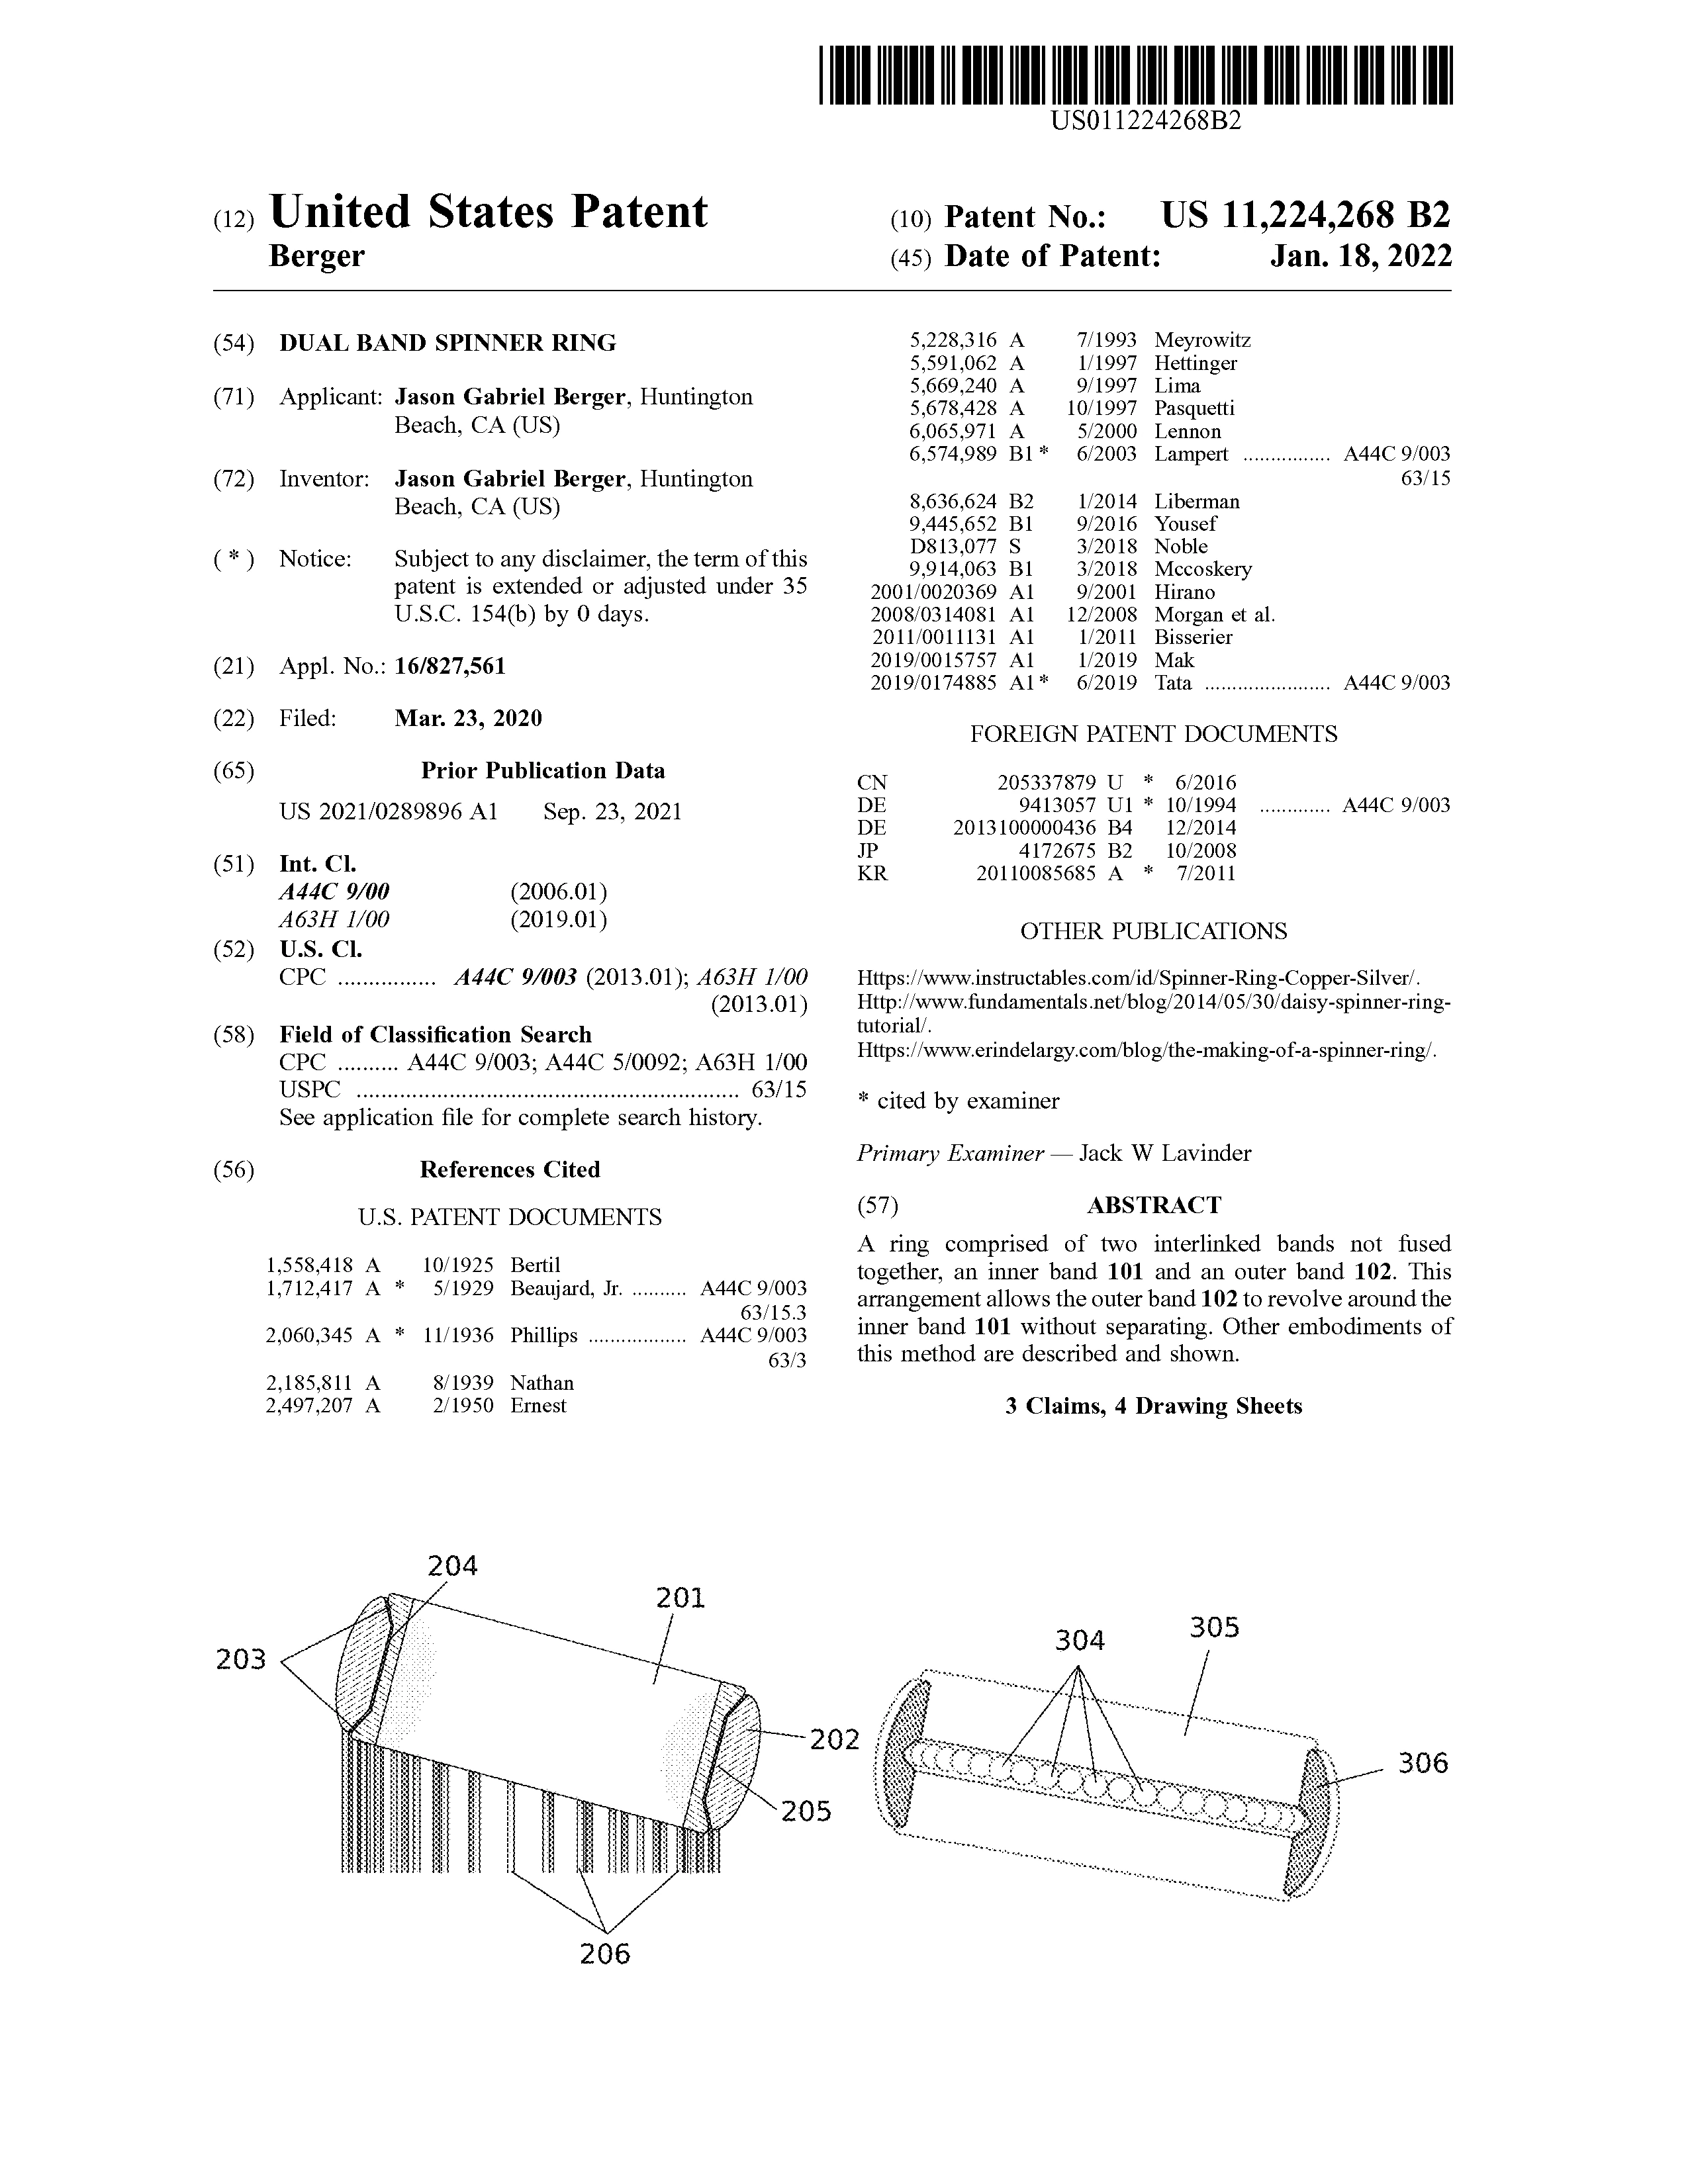 US011224268B2
(12) United States Patent
Berger
(10) Patent No.: US 11,224,268 B2
(45) Date of Patent: Jan. 18, 2022
(54) DUAL BAND SPINNER RING
(71) Applicant: Jason Gabriel Berger, Huntington
Beach, CA (US)
(72) Inventor: Jason Gabriel Berger, Huntington
Beach, CA (US)
( * ) Notice: Subject to any disclaimer, the term of this
patent is extended or adjusted under 35
U.S.C. 154(b) by 0 days.
(21) Appl. No.: 16/827,561
(22) Filed: Mar. 23, 2020
(65) Prior Publication Data
US 2021/0289896 A1 Sep. 23, 2021
(51) Int. Cl.
A44C 9/00 (2006.01)
A63H 1/00 (2019.01)
(52) U.S. Cl.
CPC ................ A44C 9/003 (2013.01); A63H 1/00
(2013.01)
(58) Field of Classification Search
CPC .......... A44C 9/003; A44C 5/0092; A63H 1/00
USPC .......................................................... 63/15
See application file for complete search history.
(56) References Cited
U.S. PATENT DOCUMENTS
1,558,418 A 10/1925 Bertil
1,712,417 A * 5/1929 Beaujard, Jr. .......... A44C 9/003
63/15.3
2,060,345 A * 11/1936 Phillips .................. A44C 9/003
63/3
2,185,811 A 8/1939 Nathan
2,497,207 A 2/1950 Ernest
5,228,316 A 7/1993 Meyrowitz
5,591,062 A 1/1997 Hettinger
5,669,240 A 9/1997 Lima
5,678,428 A 10/1997 Pasquetti
6,065,971 A 5/2000 Lennon
6,574,989 B1 * 6/2003 Lampert ................ A44C 9/003
63/15
8,636,624 B2 1/2014 Liberman
9,445,652 B1 9/2016 Yousef
D813,077 S 3/2018 Noble
9,914,063 B1 3/2018 Mccoskery
2001/0020369 A1 9/2001 Hirano
2008/0314081 A1 12/2008 Morgan et al.
2011/0011131 A1 1/2011 Bisserier
2019/0015757 A1 1/2019 Mak
2019/0174885 A1 * 6/2019 Tata ....................... A44C 9/003
FOREIGN PATENT DOCUMENTS
CN 205337879 U * 6/2016
DE 9413057 U1 * 10/1994 ............. A44C 9/003
DE 2013100000436 B4 12/2014
JP 4172675 B2 10/2008
KR 20110085685 A * 7/2011
OTHER PUBLICATIONS
Https://www.instructables.com/id/Spinner-Ring-Copper-Silver/.
Http://www.fundamentals.net/blog/2014/05/30/daisy-spinner-ring-
tutorial/.
Https://www.erindelargy.com/blog/the-making-of-a-spinner-ring/.
* cited by examiner
Primary Examiner — Jack W Lavinder
(57) ABSTRACT
A ring comprised of two interlinked bands not fused
together, an inner band 101 and an outer band 102. This
arrangement allows the outer band 102 to revolve around the
inner band 101 without separating. Other embodiments of
this method are described and shown.
3 Claims, 4 Drawing Sheets
204
201
203
202
205
206
304
305
306